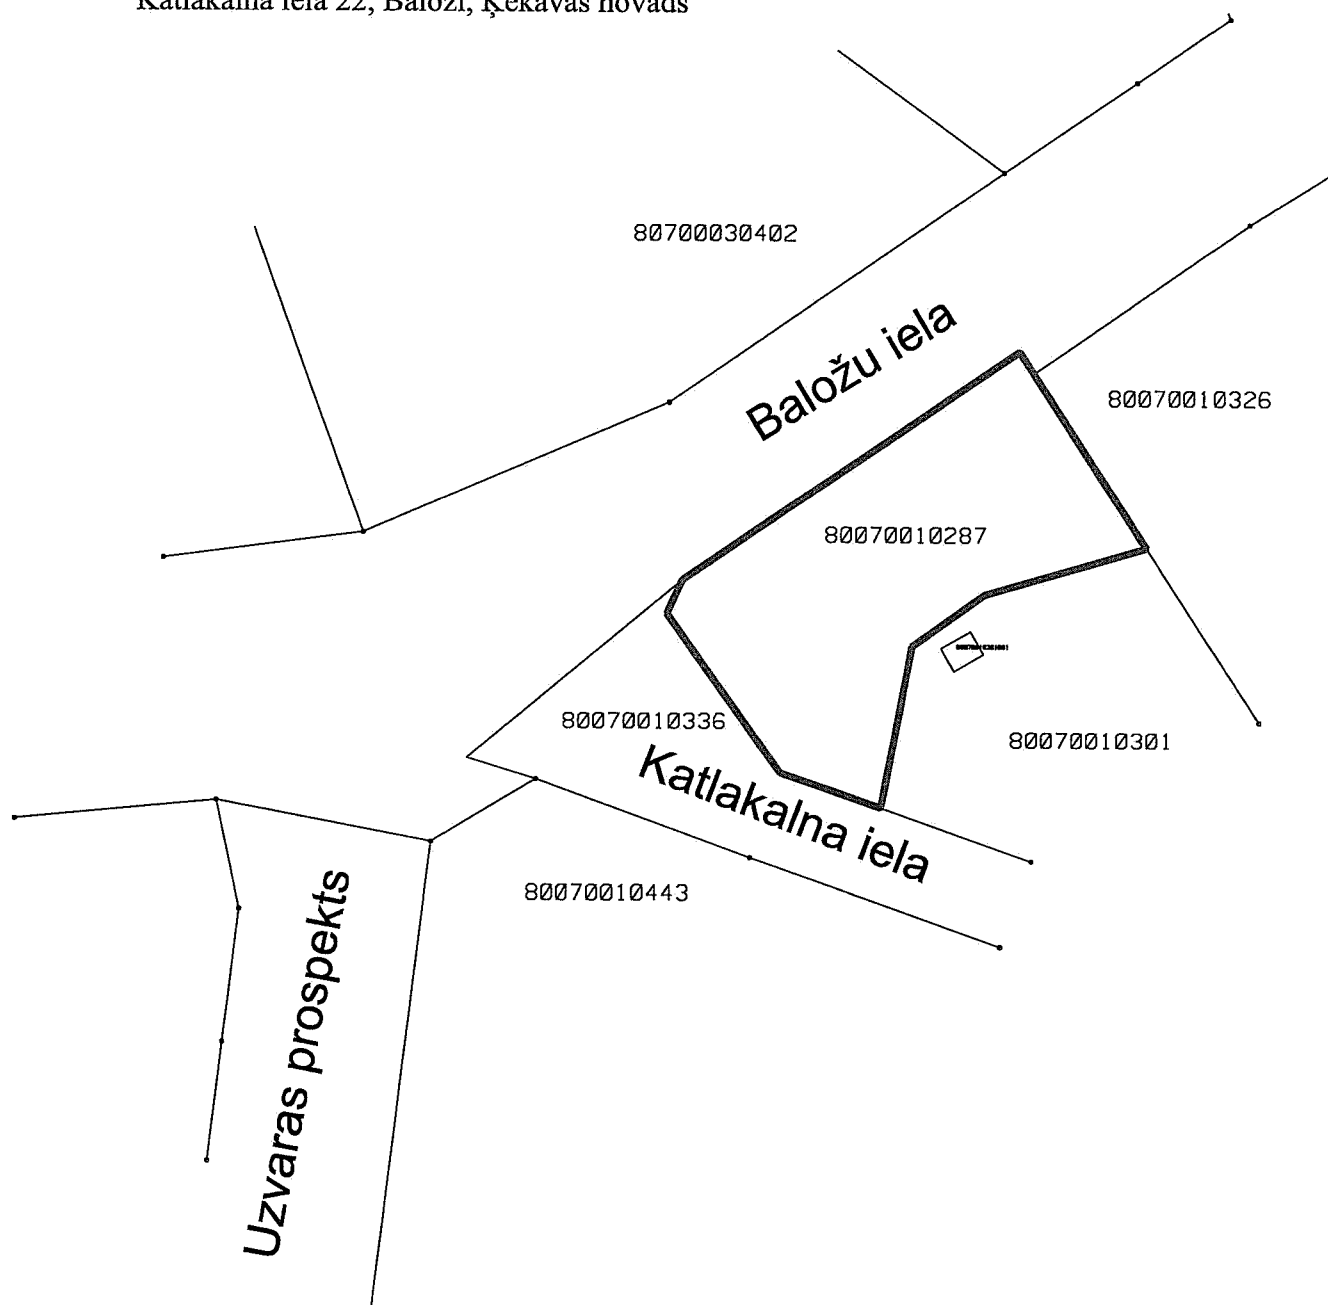 Katlakalna iela 22, Baloži, Ķekavas novads
80700030402
Baložu iela
80070010326
80070010287
80070010336
80070010301
Katlakalna iela
80070010443
Uzvaras prospekts